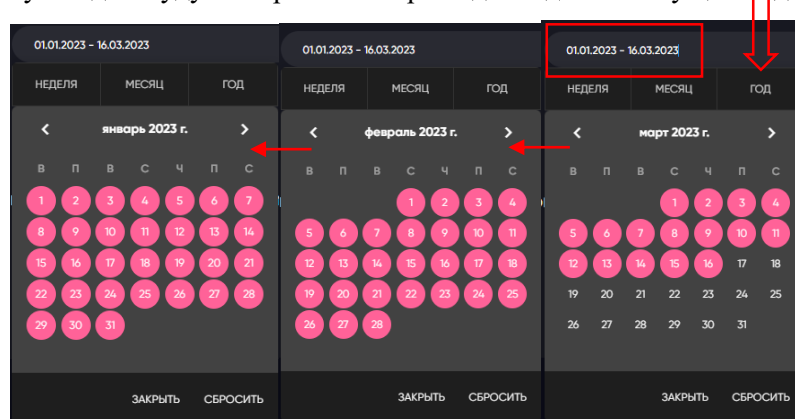 01.01.2023 - 16.03.2023
НЕДЕЛЯ МЕСЯЦ ГОД
январь 2023 г.
В П В С Ч П С
1 2 3 4 5 6 7
8 9 10 11 12 13 14
15 16 17 18 19 20 21
22 23 24 25 26 27 28
29 30 31
ЗАКРЫТЬ СБРОСИТЬ
01.01.2023 - 16.03.2023
НЕДЕЛЯ МЕСЯЦ ГОД
февраль 2023 г.
В П В С Ч П С
1 2 3 4
5 6 7 8 9 10 11
12 13 14 15 16 17 18
19 20 21 22 23 24 25
26 27 28
ЗАКРЫТЬ СБРОСИТЬ
01.01.2023 - 16.03.2023
НЕДЕЛЯ МЕСЯЦ ГОД
март 2023 г.
В П В С Ч П С
1 2 3 4
5 6 7 8 9 10 11
12 13 14 15 16 17 18
19 20 21 22 23 24 25
26 27 28 29 30 31
ЗАКРЫТЬ СБРОСИТЬ